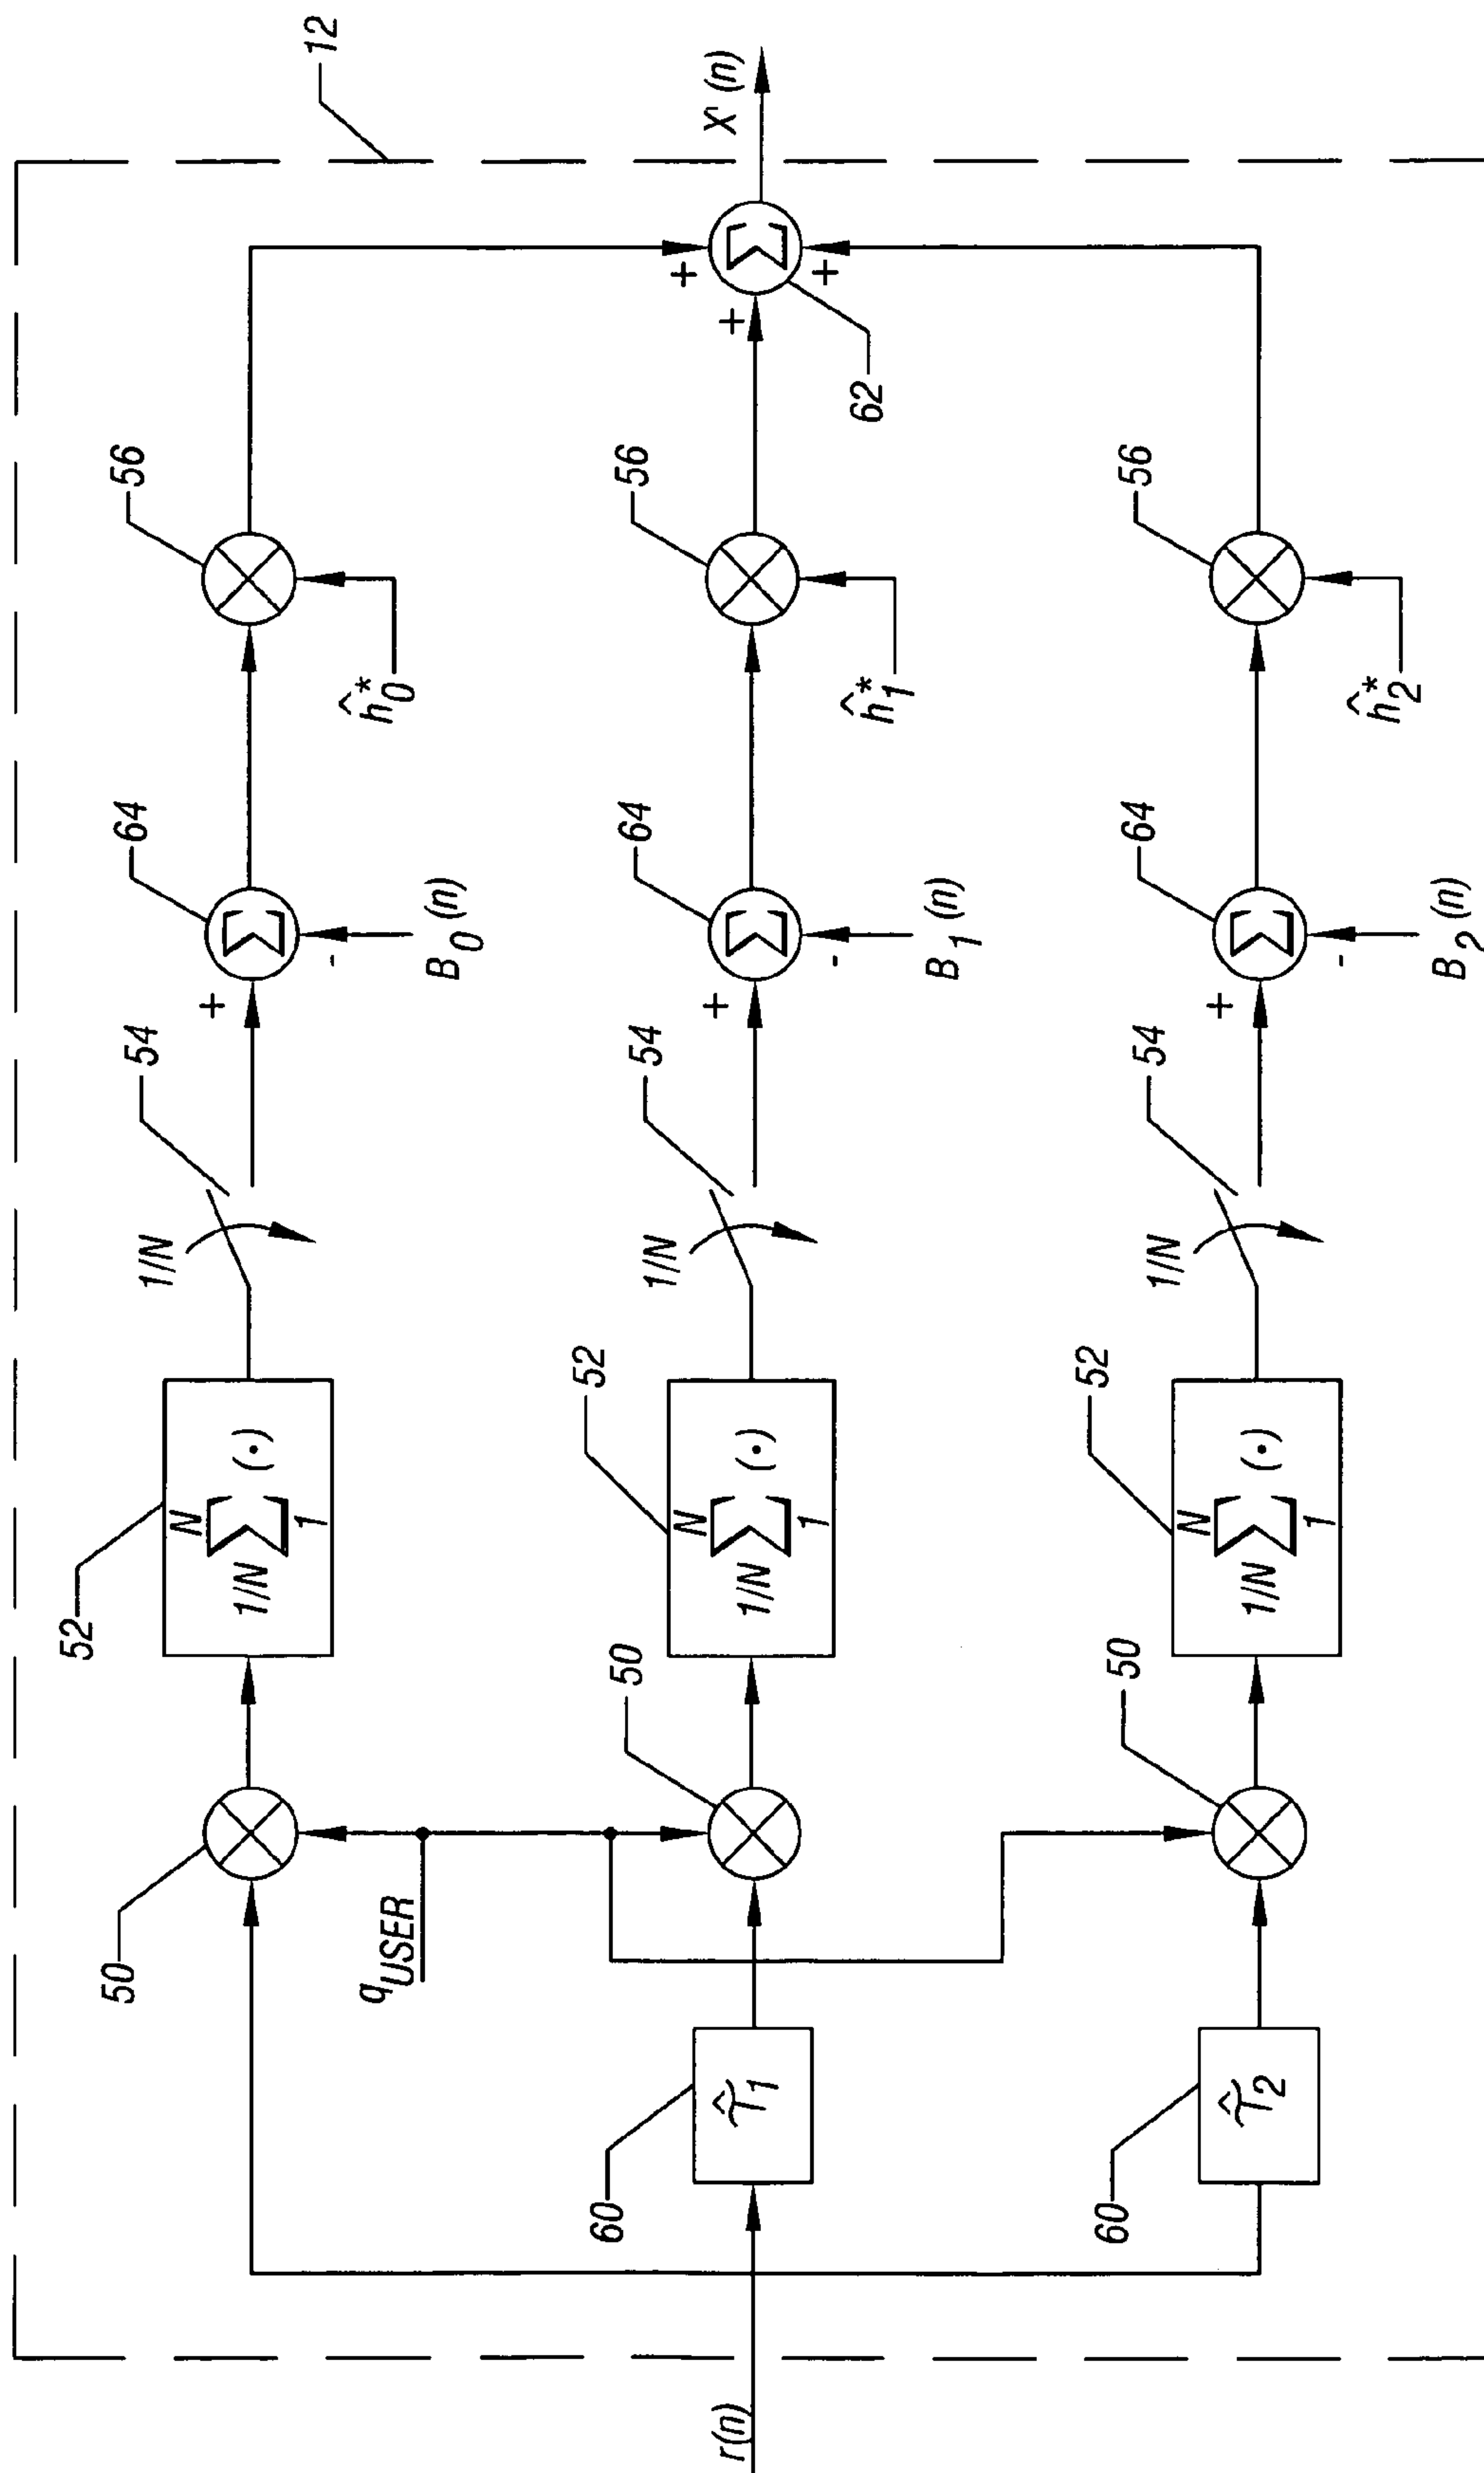 12
50
52
1/N N Σ 1 (•)
1/N
54
+
64
Σ
-
B0 (n)
56
ĥ0*
qUSER
r(n)
60
τ̂1
50
52
1/N N Σ 1 (•)
1/N
54
+
64
Σ
-
B1 (n)
56
ĥ1*
+
+
+
Σ
62
X' (n)
60
τ̂2
50
52
1/N N Σ 1 (•)
1/N
54
+
64
Σ
-
B2 (n)
56
ĥ2*